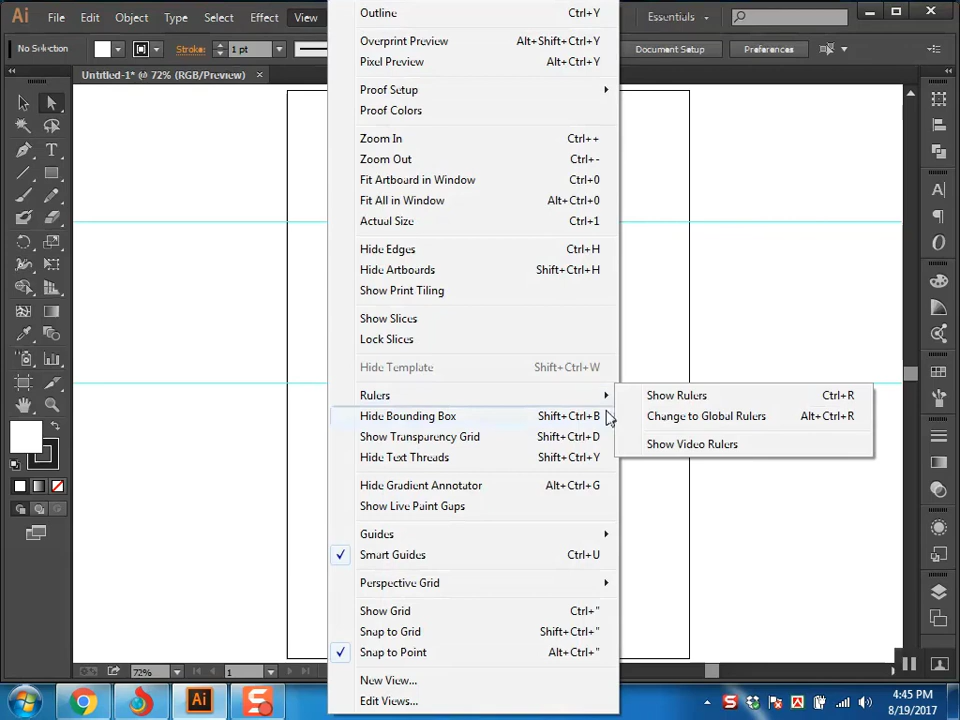 Ai File Edit Object Type Select Effect View Essentials
No Selection Stroke: 1 pt Document Setup Preferences
Untitled-1* @ 72% (RGB/Preview) ×
Outline Ctrl+Y
Overprint Preview Alt+Shift+Ctrl+Y
Pixel Preview Alt+Ctrl+Y
Proof Setup
Proof Colors
Zoom In Ctrl++
Zoom Out Ctrl+-
Fit Artboard in Window Ctrl+0
Fit All in Window Alt+Ctrl+0
Actual Size Ctrl+1
Hide Edges Ctrl+H
Hide Artboards Shift+Ctrl+H
Show Print Tiling
Show Slices
Lock Slices
Hide Template Shift+Ctrl+W
Rulers
Hide Bounding Box Shift+Ctrl+B
Show Transparency Grid Shift+Ctrl+D
Hide Text Threads Shift+Ctrl+Y
Hide Gradient Annotator Alt+Ctrl+G
Show Live Paint Gaps
Guides
Smart Guides Ctrl+U
Perspective Grid
Show Grid Ctrl+"
Snap to Grid Shift+Ctrl+"
Snap to Point Alt+Ctrl+"
New View...
Edit Views...
Show Rulers Ctrl+R
Change to Global Rulers Alt+Ctrl+R
Show Video Rulers
72% 1
Ai
4:45 PM
8/19/2017